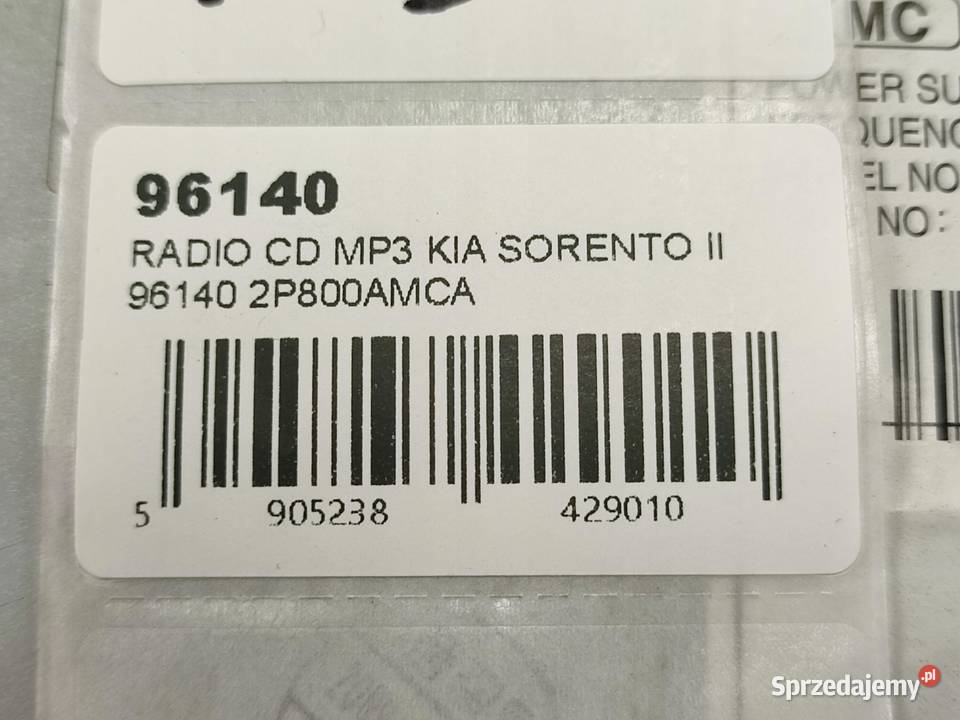 MC
ER SU
QUENC
EL NO
NO:
96140
RADIO CD MP3 KIA SORENTO II
96140 2P800AMCA
5 905238 429010
Sprzedajemy.pl